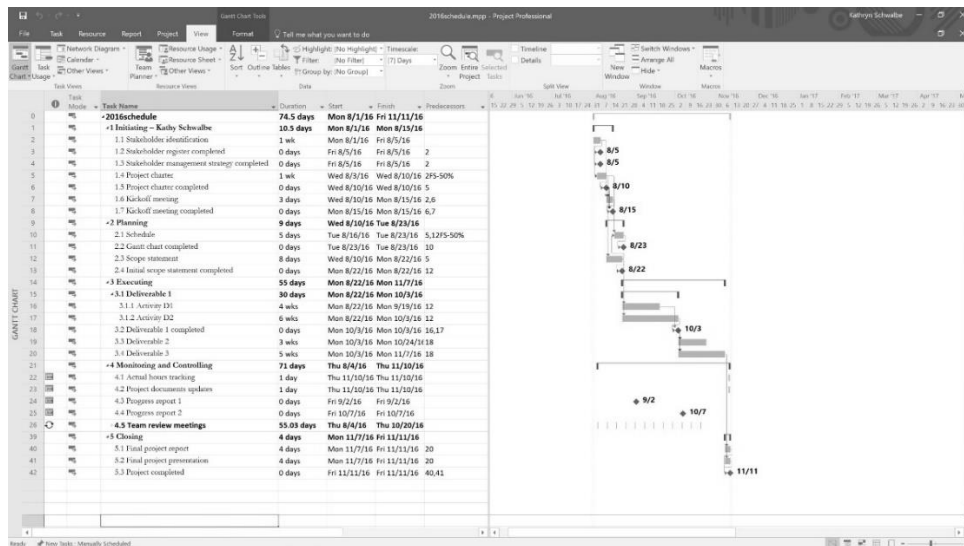 Gantt Chart Tools
2016schedule.mpp - Project Professional
Kathryn Schwalbe
File Task Resource Report Project View Format Tell me what you want to do
Network Diagram Resource Usage Highlight: [No Highlight] Timescale: Timeline Switch Windows
Calendar Resource Sheet Filter: [No Filter] [7] Days Details Arrange All
Other Views Other Views Group by: [No Group] Hide
Gantt Chart Task Usage Team Planner Sort Outline Tables Zoom Entire Project Selected Tasks New Window Macros
Task Views Resource Views Data Zoom Split View Window Macros
Task Mode Task Name Duration Start Finish Predecessors
Jun '16 Jul '16 Aug '16 Sep '16 Oct '16 Nov '16 Dec '16 Jan '17 Feb '17 Mar '17 Apr '17
0 2016schedule 74.5 days Mon 8/1/16 Fri 11/11/16
1 1 Initiating – Kathy Schwalbe 10.5 days Mon 8/1/16 Mon 8/15/16
2 1.1 Stakeholder identification 1 wk Mon 8/1/16 Fri 8/5/16
3 1.2 Stakeholder register completed 0 days Fri 8/5/16 Fri 8/5/16 2 8/5
4 1.3 Stakeholder management strategy completed 0 days Fri 8/5/16 Fri 8/5/16 2 8/5
5 1.4 Project charter 1 wk Wed 8/3/16 Wed 8/10/16 2FS-50%
6 1.5 Project charter completed 0 days Wed 8/10/16 Wed 8/10/16 5 8/10
7 1.6 Kickoff meeting 3 days Wed 8/10/16 Mon 8/15/16 2,6
8 1.7 Kickoff meeting completed 0 days Mon 8/15/16 Mon 8/15/16 6,7 8/15
9 2 Planning 9 days Wed 8/10/16 Tue 8/23/16
10 2.1 Schedule 5 days Tue 8/16/16 Tue 8/23/16 5,12FS-50%
11 2.2 Gantt chart completed 0 days Tue 8/23/16 Tue 8/23/16 10 8/23
12 2.3 Scope statement 8 days Wed 8/10/16 Mon 8/22/16 5
13 2.4 Initial scope statement completed 0 days Mon 8/22/16 Mon 8/22/16 12 8/22
14 3 Executing 55 days Mon 8/22/16 Mon 11/7/16
15 3.1 Deliverable 1 30 days Mon 8/22/16 Mon 10/3/16
16 3.1.1 Activity D1 4 wks Mon 8/22/16 Mon 9/19/16 12
17 3.1.2 Activity D2 6 wks Mon 8/22/16 Mon 10/3/16 12
18 3.2 Deliverable 1 completed 0 days Mon 10/3/16 Mon 10/3/16 16,17 10/3
19 3.3 Deliverable 2 3 wks Mon 10/3/16 Mon 10/24/16 18
20 3.4 Deliverable 3 5 wks Mon 10/3/16 Mon 11/7/16 18
21 4 Monitoring and Controlling 71 days Thu 8/4/16 Thu 11/10/16
22 4.1 Actual hours tracking 1 day Thu 11/10/16 Thu 11/10/16
23 4.2 Project documents updates 1 day Thu 11/10/16 Thu 11/10/16
24 4.3 Progress report 1 0 days Fri 9/2/16 Fri 9/2/16 9/2
25 4.4 Progress report 2 0 days Fri 10/7/16 Fri 10/7/16 10/7
26 4.5 Team review meetings 55.03 days Thu 8/4/16 Thu 10/20/16
39 5 Closing 4 days Mon 11/7/16 Fri 11/11/16
40 5.1 Final project report 4 days Mon 11/7/16 Fri 11/11/16 20
41 5.2 Final project presentation 4 days Mon 11/7/16 Fri 11/11/16 20
42 5.3 Project completed 0 days Fri 11/11/16 Fri 11/11/16 40,41 11/11
GANTT CHART
Ready New Tasks : Manually Scheduled